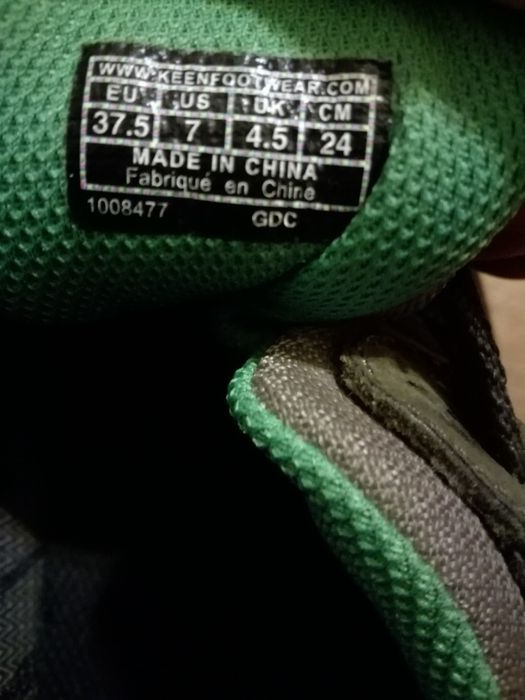 WWW.KEENFOOTWEAR.COM
EU US UK CM
37.5 7 4.5 24
MADE IN CHINA
Fabriqué en Chine
1008477 GDC